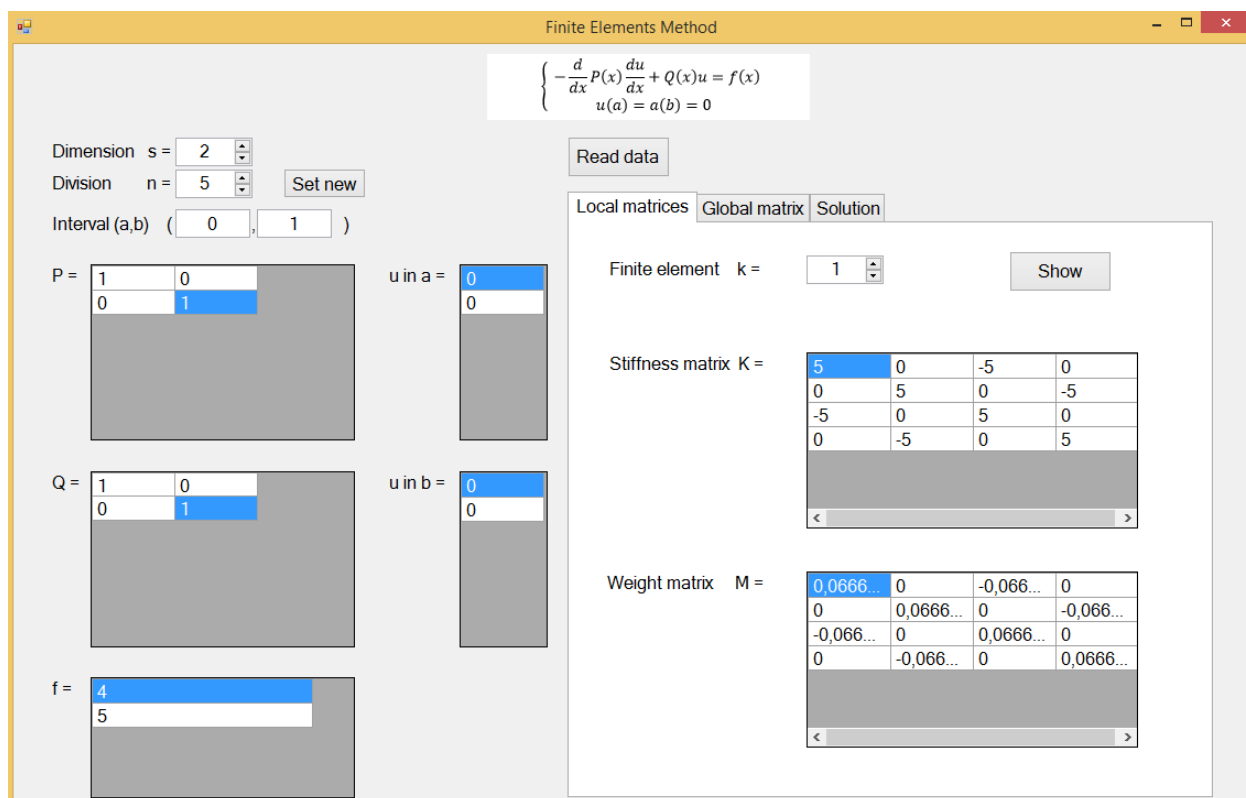 Finite Elements Method
-\frac{d}{dx}P(x)\frac{du}{dx} + Q(x)u = f(x)
u(a) = a(b) = 0
Dimension s = 2
Division n = 5 Set new
Interval (a,b) ( 0 , 1 )
P =
1 0
0 1
u in a =
0
0
Q =
1 0
0 1
u in b =
0
0
f =
4
5
Read data
Local matrices Global matrix Solution
Finite element k = 1 Show
Stiffness matrix K =
5 0 -5 0
0 5 0 -5
-5 0 5 0
0 -5 0 5
Weight matrix M =
0,0666... 0 -0,066... 0
0 0,0666... 0 -0,066...
-0,066... 0 0,0666... 0
0 -0,066... 0 0,0666...